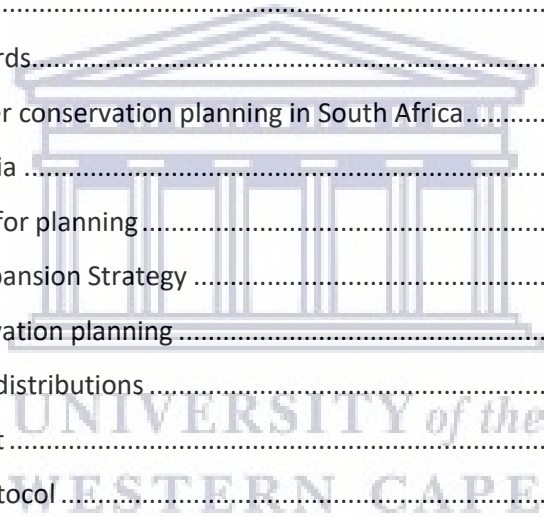 ...............................
rds...............................
er conservation planning in South Africa...........
ia ...............................
for planning...............................
pansion Strategy ...............................
vation planning ...............................
distributions ...............................
UNIVERSITY of the
t ...............................
WESTERN CAPE
tocol ...............................